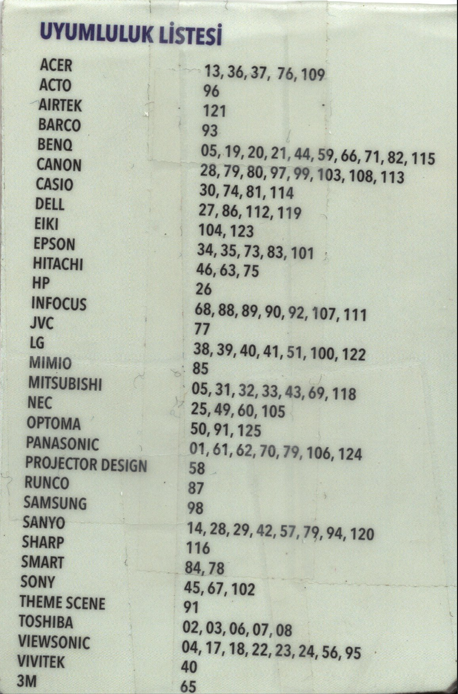 UYUMLULUK LİSTESİ
ACER 13, 36, 37, 76, 109
ACTO 96
AIRTEK 121
BARCO 93
BENQ 05, 19, 20, 21, 44, 59, 66, 71, 82, 115
CANON 28, 79, 80, 97, 99, 103, 108, 113
CASIO 30, 74, 81, 114
DELL 27, 86, 112, 119
EIKI 104, 123
EPSON 34, 35, 73, 83, 101
HITACHI 46, 63, 75
HP 26
INFOCUS 68, 88, 89, 90, 92, 107, 111
JVC 77
LG 38, 39, 40, 41, 51, 100, 122
MIMIO 85
MITSUBISHI 05, 31, 32, 33, 43, 69, 118
NEC 25, 49, 60, 105
OPTOMA 50, 91, 125
PANASONIC 01, 61, 62, 70, 79, 106, 124
PROJECTOR DESIGN 58
RUNCO 87
SAMSUNG 98
SANYO 14, 28, 29, 42, 57, 79, 94, 120
SHARP 116
SMART 84, 78
SONY 45, 67, 102
THEME SCENE 91
TOSHIBA 02, 03, 06, 07, 08
VIEWSONIC 04, 17, 18, 22, 23, 24, 56, 95
VIVITEK 40
3M 65